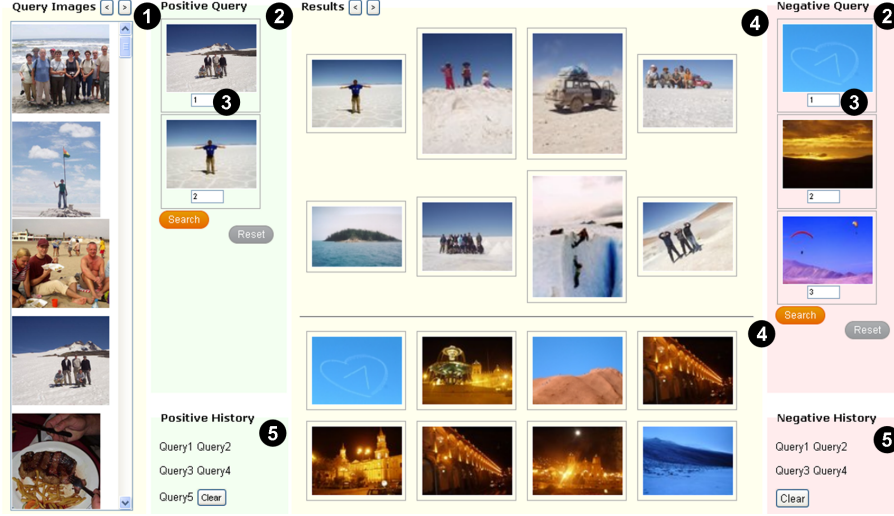 Query Images < >
1
Positive Query
2
Results < >
4
Negative Query
2
1
3
1
3
2
2
Search
Reset
3
Search
Reset
4
Positive History
5
Query1 Query2
Query3 Query4
Query5 Clear
Negative History
5
Query1 Query2
Query3 Query4
Clear